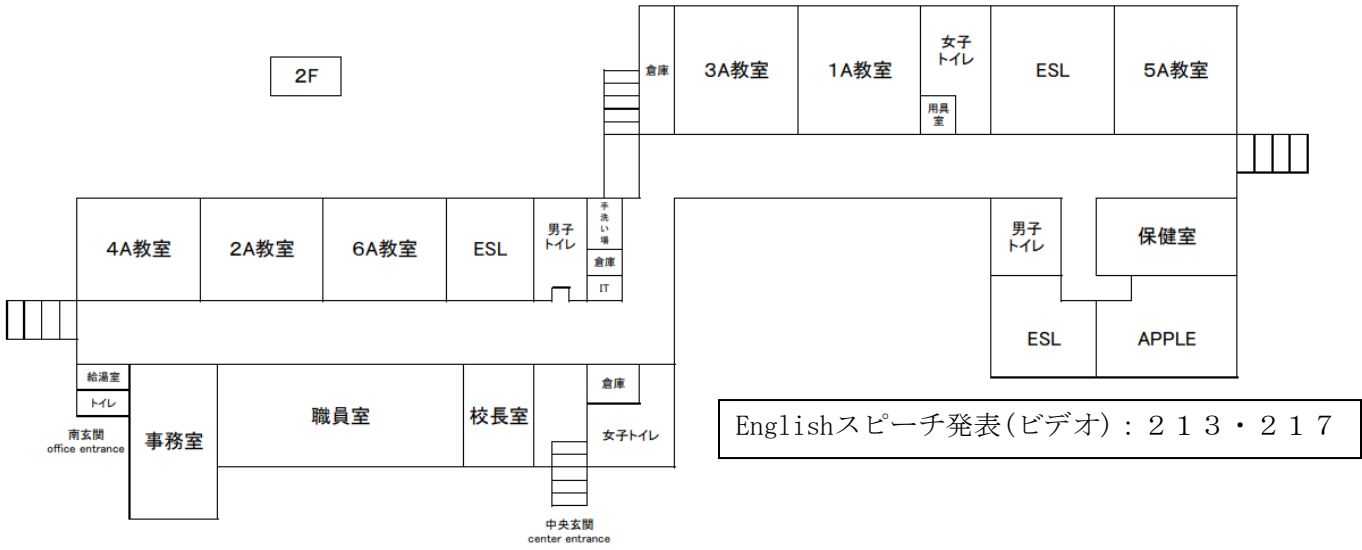 2F
倉庫
3A教室
1A教室
女子
トイレ
用具
室
ESL
5A教室
4A教室
2A教室
6A教室
ESL
男子
トイレ
手洗い場
倉庫
IT
男子
トイレ
保健室
ESL
APPLE
給湯室
トイレ
南玄関
office entrance
事務室
職員室
校長室
倉庫
女子トイレ
中央玄関
center entrance
Englishスピーチ発表(ビデオ)：２１３・２１７